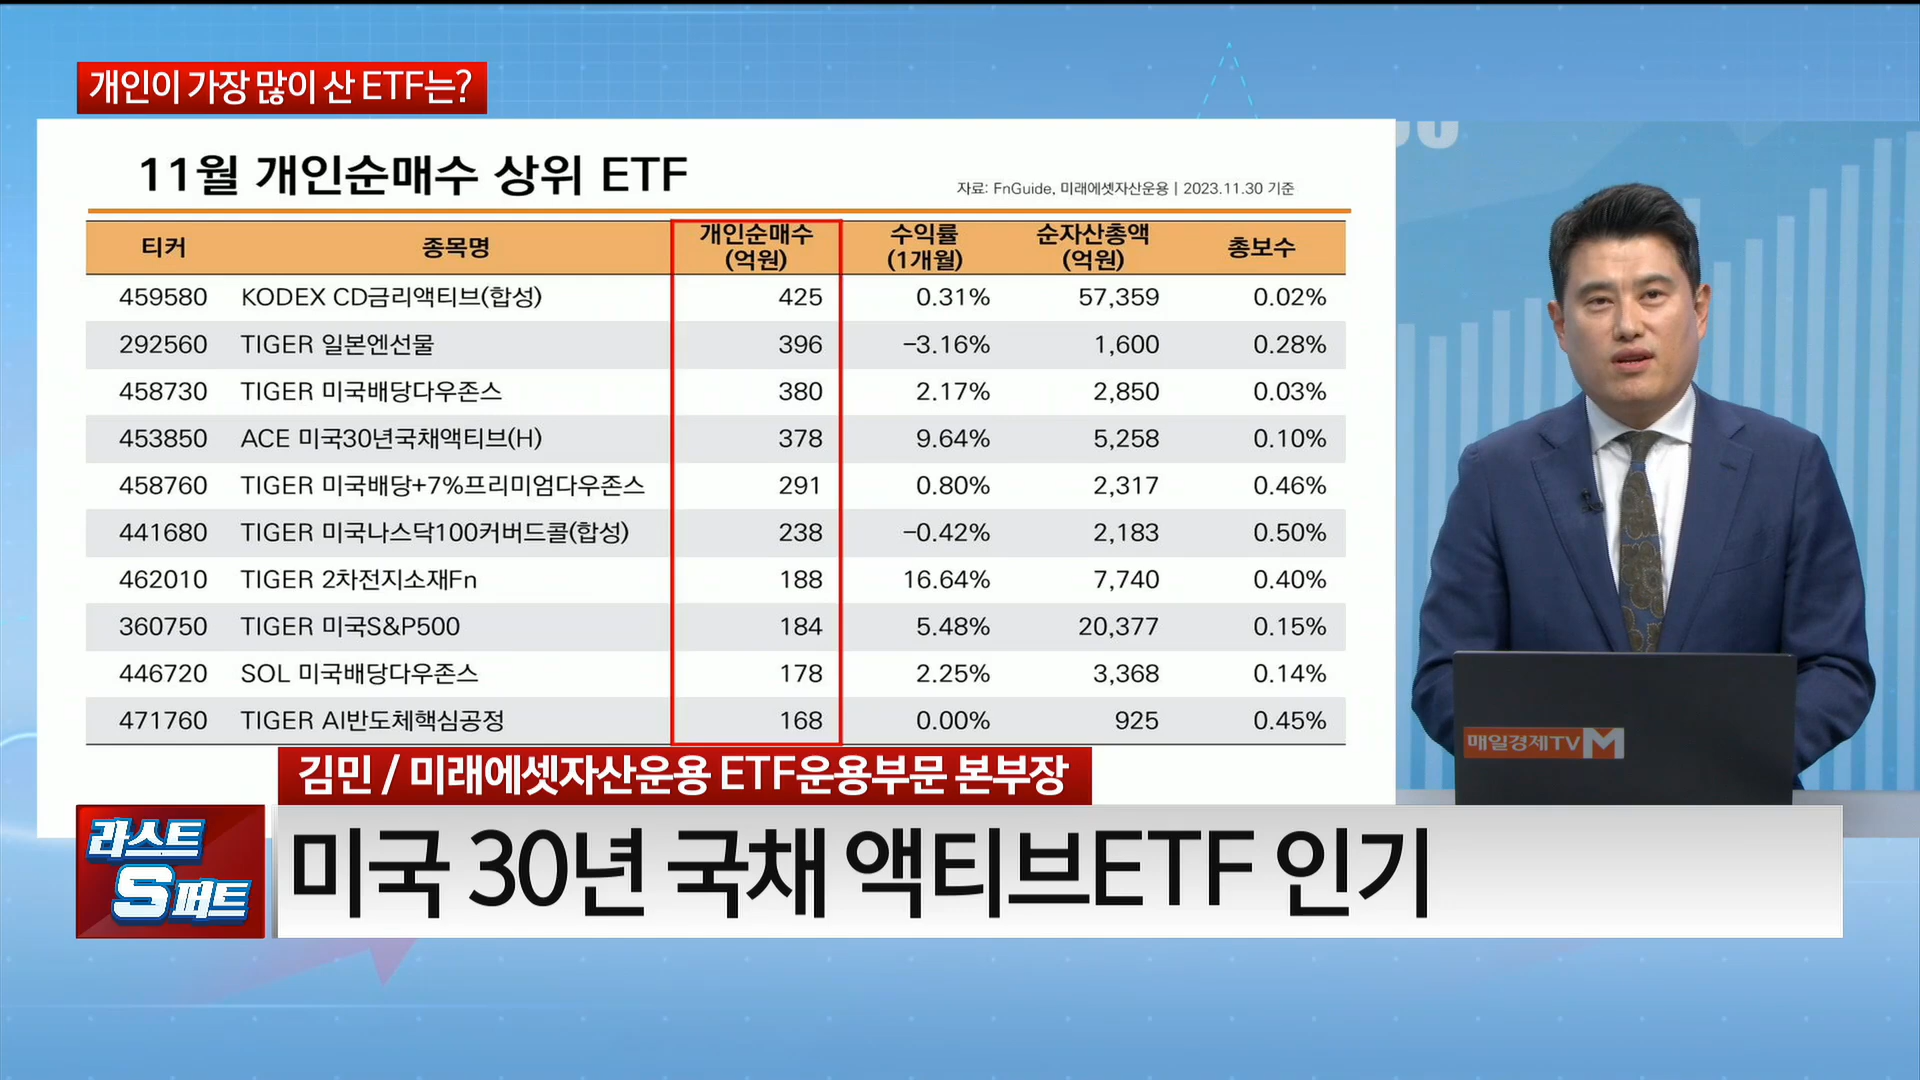 개인이 가장 많이 산 ETF는?
11월 개인순매수 상위 ETF
자료: FnGuide, 미래에셋자산운용 | 2023.11.30 기준
티커 종목명 개인순매수 (억원) 수익률 (1개월) 순자산총액 (억원) 총보수
459580 KODEX CD금리액티브(합성) 425 0.31% 57,359 0.02%
292560 TIGER 일본엔선물 396 -3.16% 1,600 0.28%
458730 TIGER 미국배당다우존스 380 2.17% 2,850 0.03%
453850 ACE 미국30년국채액티브(H) 378 9.64% 5,258 0.10%
458760 TIGER 미국배당+7%프리미엄다우존스 291 0.80% 2,317 0.46%
441680 TIGER 미국나스닥100커버드콜(합성) 238 -0.42% 2,183 0.50%
462010 TIGER 2차전지소재Fn 188 16.64% 7,740 0.40%
360750 TIGER 미국S&P500 184 5.48% 20,377 0.15%
446720 SOL 미국배당다우존스 178 2.25% 3,368 0.14%
471760 TIGER AI반도체핵심공정 168 0.00% 925 0.45%
매일경제TV M
김민 / 미래에셋자산운용 ETF운용부문 본부장
라스트
S퍼트
미국 30년 국채 액티브ETF 인기